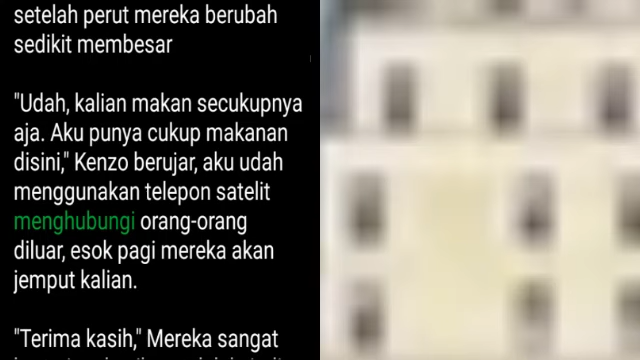 setelah perut mereka berubah
sedikit membesar
"Udah, kalian makan secukupnya
aja. Aku punya cukup makanan
disini," Kenzo berujar, aku udah
menggunakan telepon satelit
menghubungi orang-orang
diluar, esok pagi mereka akan
jemput kalian.
"Terima kasih," Mereka sangat